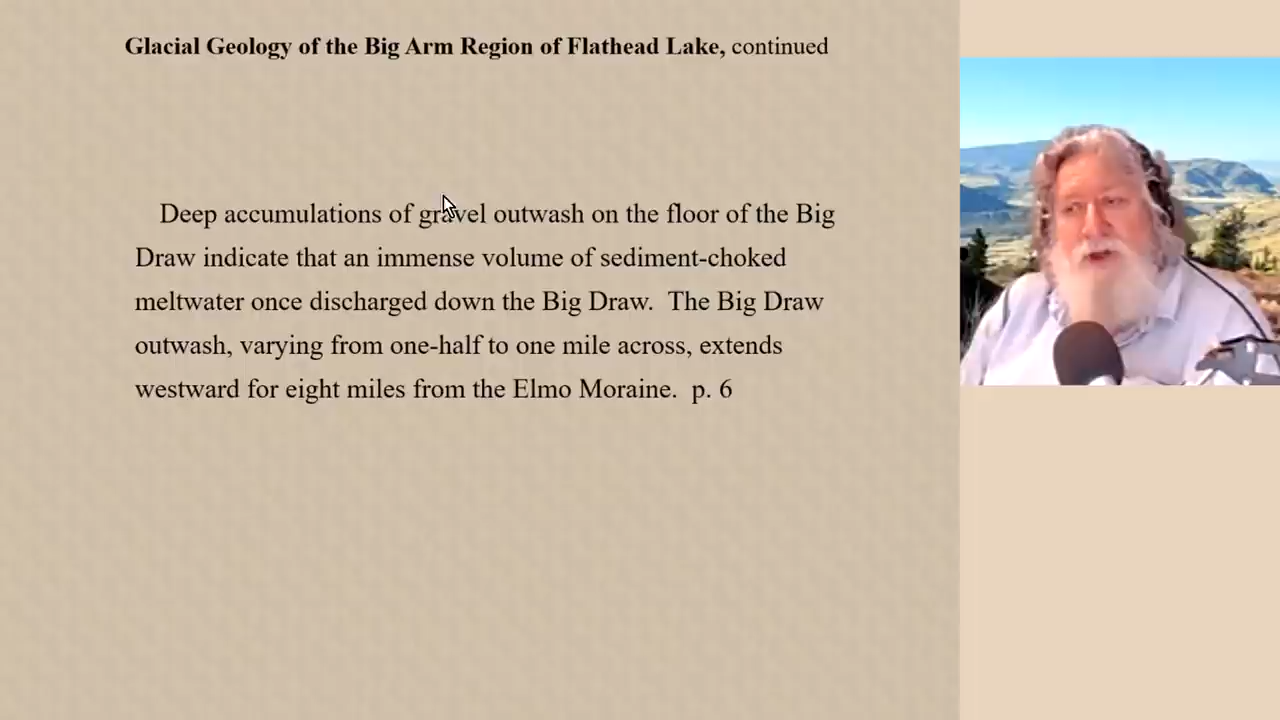 Glacial Geology of the Big Arm Region of Flathead Lake, continued
Deep accumulations of gravel outwash on the floor of the Big
Draw indicate that an immense volume of sediment-choked
meltwater once discharged down the Big Draw.  The Big Draw
outwash, varying from one-half to one mile across, extends
westward for eight miles from the Elmo Moraine.  p. 6